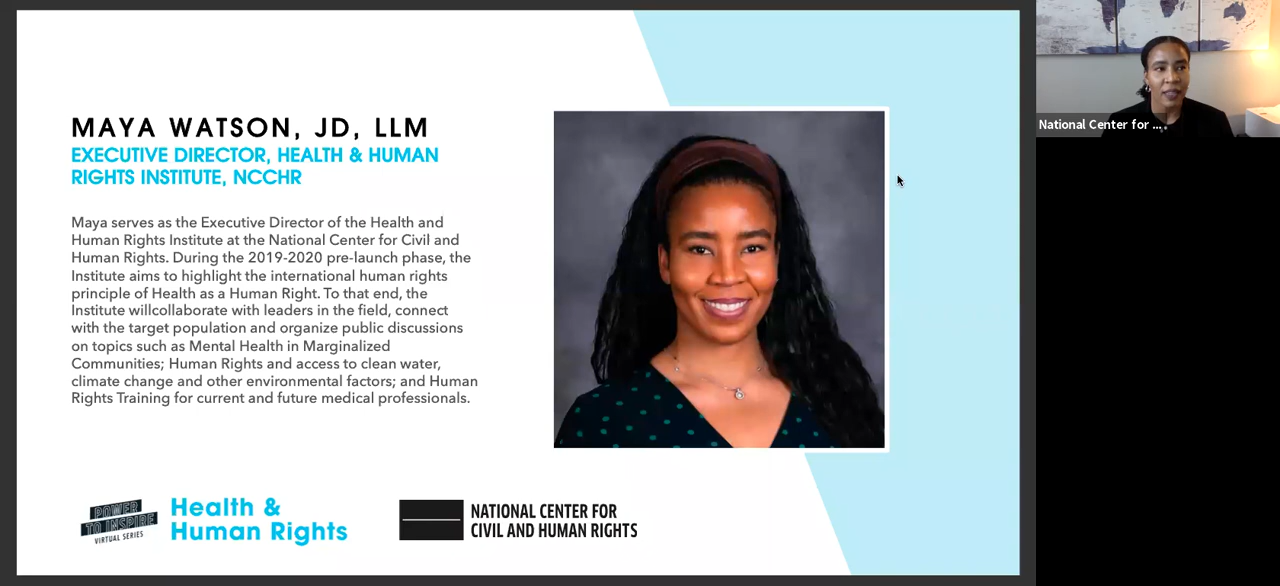 MAYA WATSON, JD, LLM
EXECUTIVE DIRECTOR, HEALTH & HUMAN
RIGHTS INSTITUTE, NCCHR
Maya serves as the Executive Director of the Health and
Human Rights Institute at the National Center for Civil and
Human Rights. During the 2019-2020 pre-launch phase, the
Institute aims to highlight the international human rights
principle of Health as a Human Right. To that end, the
Institute willcollaborate with leaders in the field, connect
with the target population and organize public discussions
on topics such as Mental Health in Marginalized
Communities; Human Rights and access to clean water,
climate change and other environmental factors; and Human
Rights Training for current and future medical professionals.
POWER
TO INSPIRE
VIRTUAL SERIES
Health &
Human Rights
NATIONAL CENTER FOR
CIVIL AND HUMAN RIGHTS
National Center for ...